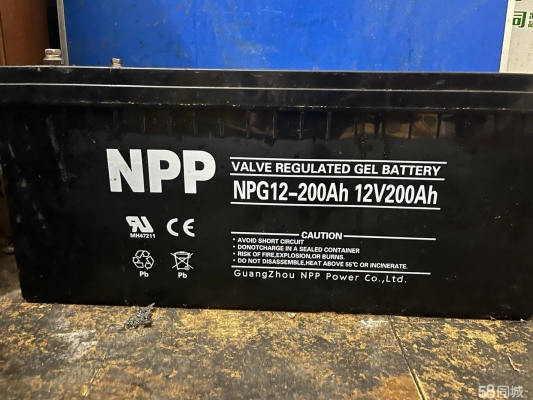 司
NPP
VALVE REGULATED GEL BATTERY
NPG12-200Ah 12V200Ah
MH47211
CE
CAUTION
• AVOID SHORT CIRCUIT
• DONOTCHARGE IN A SEALED CONTAINER
• RISK OF FIRE,EXPLOSION,OR BURNS.
• DO NOT DISASSEMBLE,HEAT ABOVE 55℃ OR INCINERATE.
Pb
Pb
GuangZhou NPP Power Co.,Ltd.
58同城